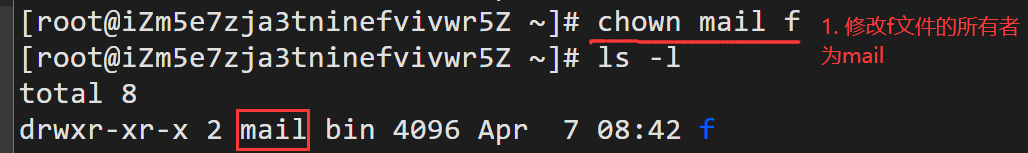 [root@iZm5e7zja3tninefvivwr5Z ~]# chown mail f
[root@iZm5e7zja3tninefvivwr5Z ~]# ls -l
total 8
drwxr-xr-x 2 mail bin 4096 Apr  7 08:42 f
1. 修改f文件的所有者
为mail